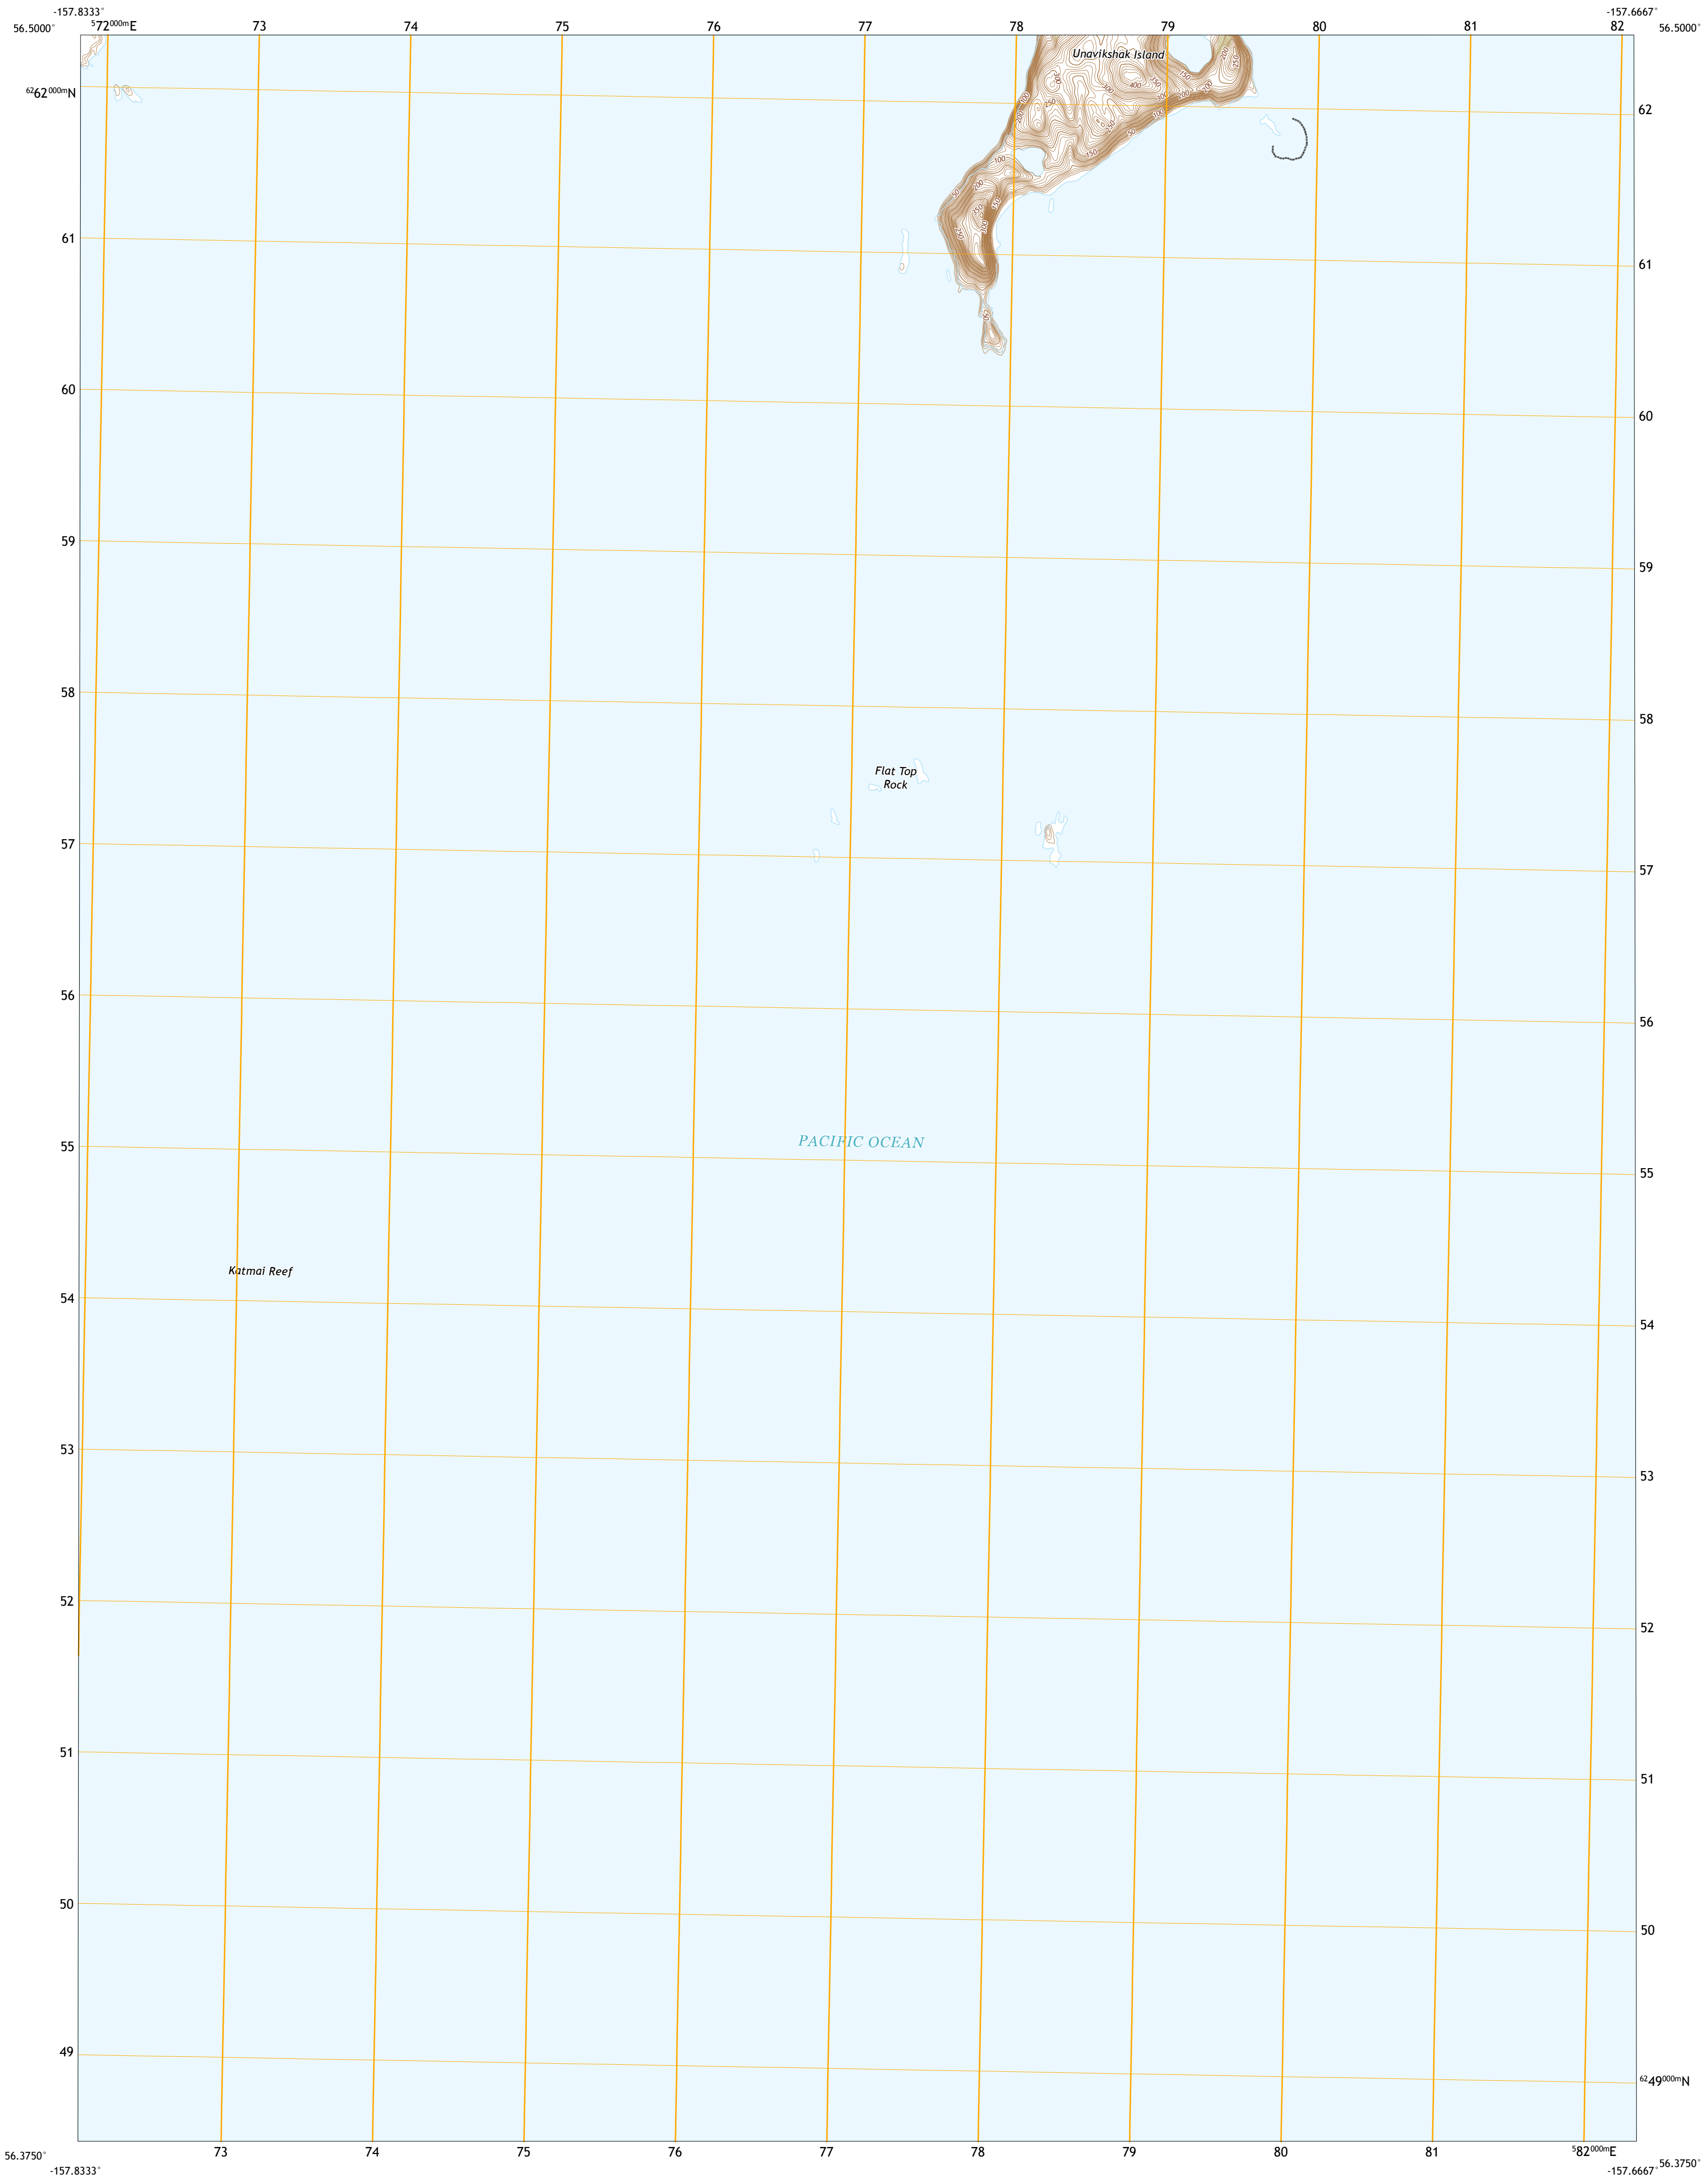 -157.8333° -157.6667°
56.5000° ⁵72⁰⁰⁰ᵐE 73 74 75 76 77 78 79 80 81 82 56.5000°
Unavikshak Island
⁶²62⁰⁰⁰ᵐN 62
61 61
60 60
59 59
58 58
Flat Top
Rock
57 57
56 56
PACIFIC OCEAN
55 55
Katmai Reef
54 54
53 53
52 52
51 51
50 50
49 ⁶²49⁰⁰⁰ᵐN
56.3750° 73 74 75 76 77 78 79 80 81 ⁵82⁰⁰⁰ᵐE 56.3750°
-157.8333° -157.6667°